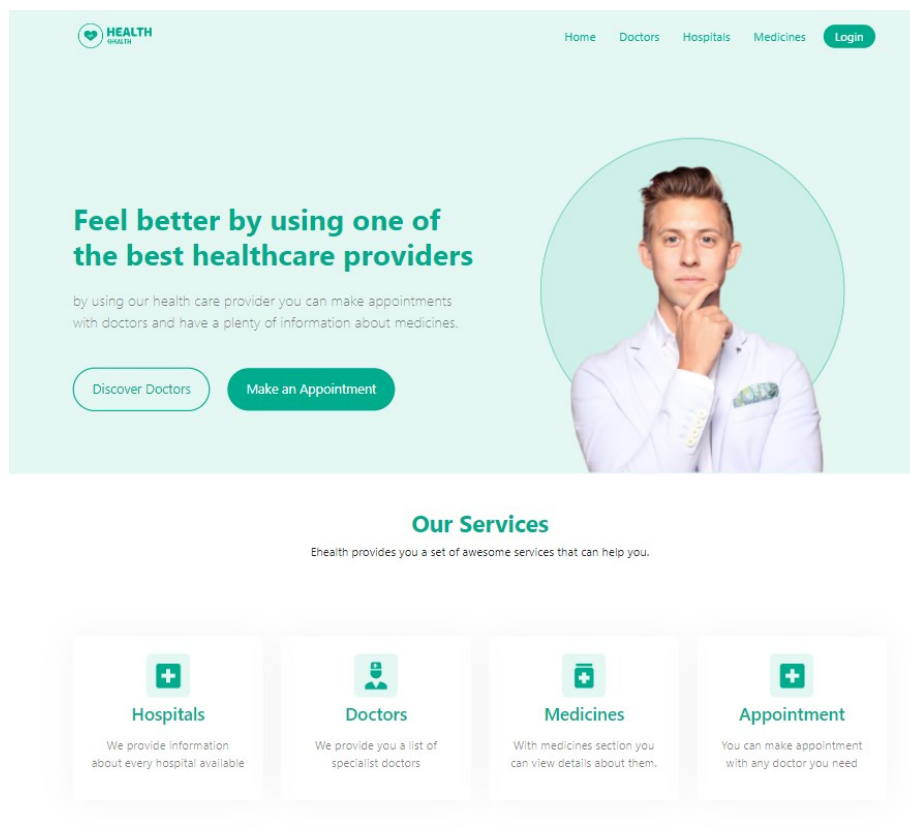 HEALTH
Home Doctors Hospitals Medicines Login
Feel better by using one of
the best healthcare providers
by using our health care provider you can make appointments
with doctors and have a plenty of information about medicines.
Discover Doctors Make an Appointment
Our Services
Ehealth provides you a set of awesome services that can help you.
Hospitals
We provide information
about every hospital available
Doctors
We provide you a list of
specialist doctors
Medicines
With medicines section you
can view details about them.
Appointment
You can make appointment
with any doctor you need